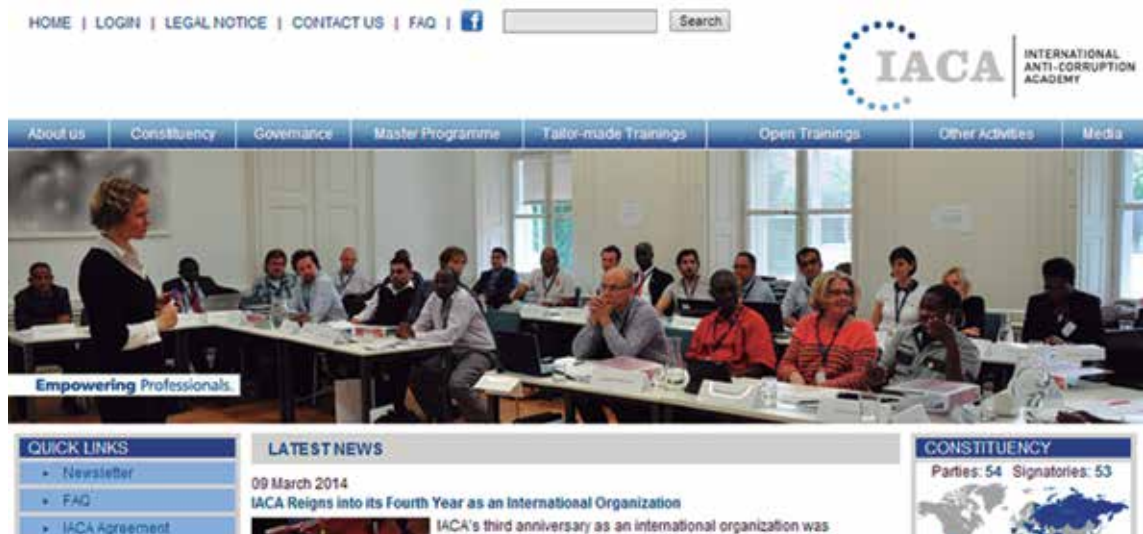 HOME | LOGIN | LEGAL NOTICE | CONTACT US | FAQ |
Search
IACA
INTERNATIONAL
ANTI-CORRUPTION
ACADEMY
About us
Constituency
Governance
Master Programme
Tailor-made Trainings
Open Trainings
Other Activities
Media
Empowering Professionals.
QUICK LINKS
Newsletter
FAQ
IACA Agreement
LATEST NEWS
09 March 2014
IACA Reigns into its Fourth Year as an International Organization
IACA's third anniversary as an international organization was
CONSTITUENCY
Parties: 54 Signatories: 53